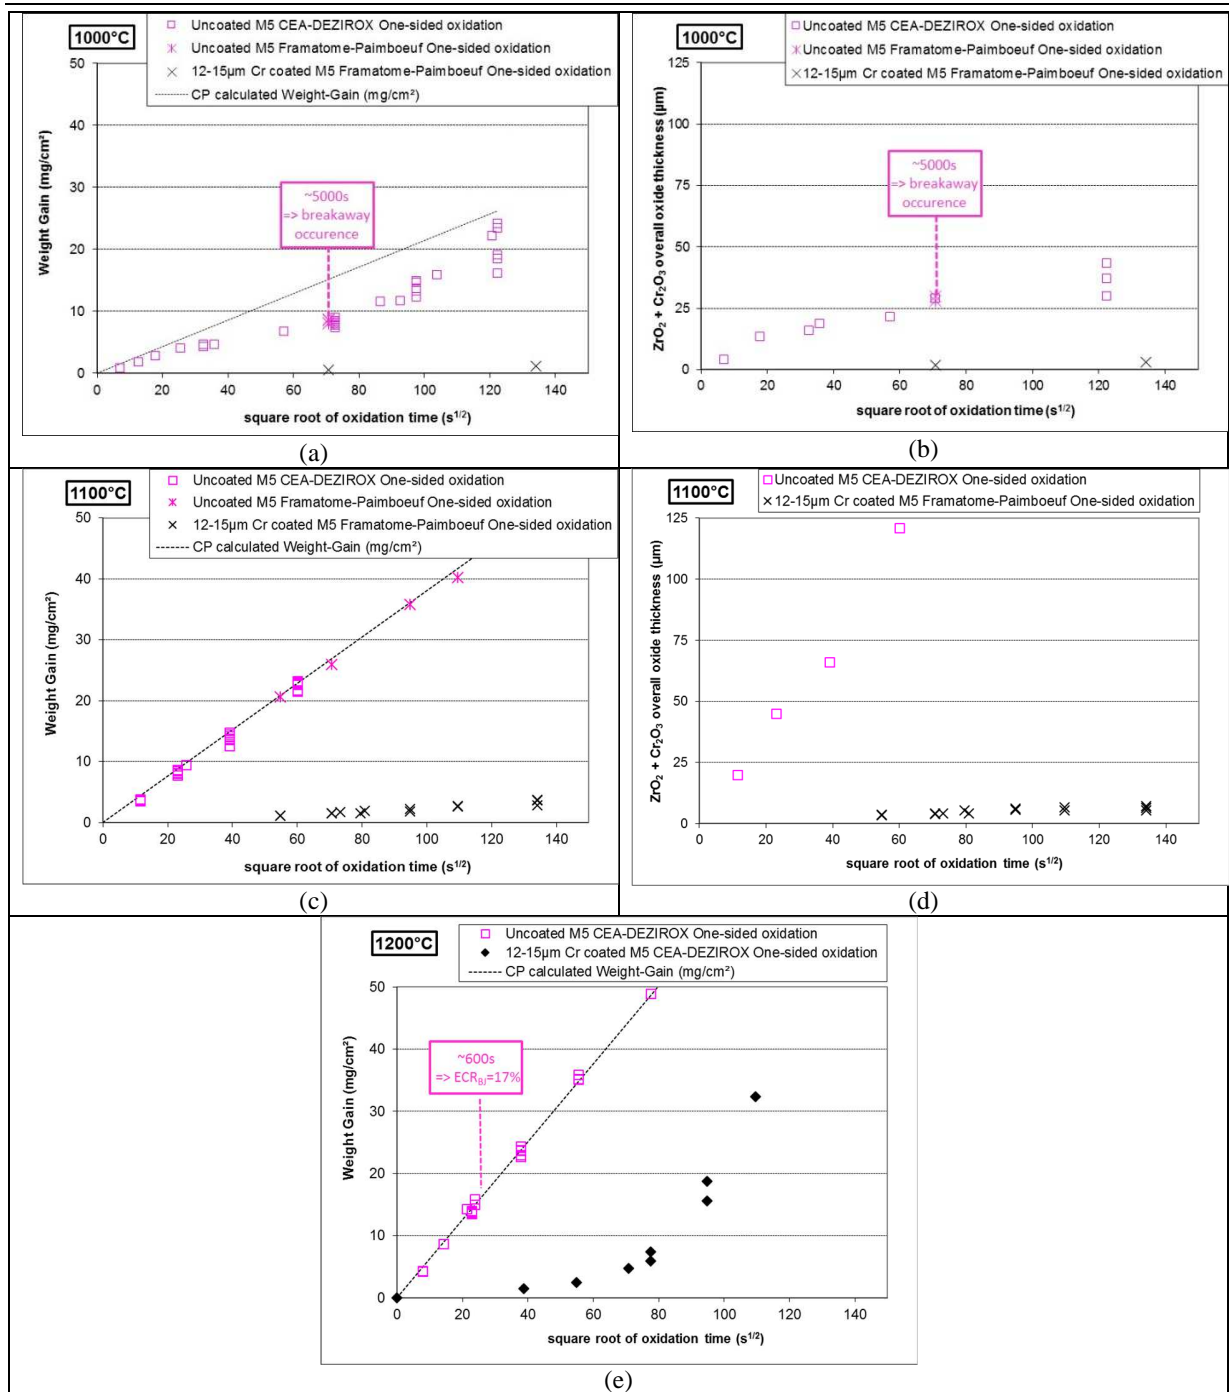 Uncoated M5 CEA-DEZIROX One-sided oxidation
Uncoated M5 Framatome-Paimboeuf One-sided oxidation
12-15µm Cr coated M5 Framatome-Paimboeuf One-sided oxidation
CP calculated Weight-Gain (mg/cm²)
1000°C
50
40
30
20
10
0
Weight Gain (mg/cm²)
~5000s
=> breakaway
occurence
0 20 40 60 80 100 120 140
square root of oxidation time (s1/2)
(a)
Uncoated M5 CEA-DEZIROX One-sided oxidation
Uncoated M5 Framatome-Paimboeuf One-sided oxidation
12-15µm Cr coated M5 Framatome-Paimboeuf One-sided oxidation
1000°C
125
100
75
50
25
0
ZrO2 + Cr2O3 overall oxide thickness (µm)
~5000s
=> breakaway
occurence
0 20 40 60 80 100 120 140
square root of oxidation time (s1/2)
(b)
Uncoated M5 CEA-DEZIROX One-sided oxidation
Uncoated M5 Framatome-Paimboeuf One-sided oxidation
12-15µm Cr coated M5 Framatome-Paimboeuf One-sided oxidation
CP calculated Weight-Gain (mg/cm²)
1100°C
50
40
30
20
10
0
Weight Gain (mg/cm²)
0 20 40 60 80 100 120 140
square root of oxidation time (s1/2)
(c)
Uncoated M5 CEA-DEZIROX One-sided oxidation
12-15µm Cr coated M5 Framatome-Paimboeuf One-sided oxidation
1100°C
125
100
75
50
25
0
ZrO2 + Cr2O3 overall oxide thickness (µm)
0 20 40 60 80 100 120 140
square root of oxidation time (s1/2)
(d)
Uncoated M5 CEA-DEZIROX One-sided oxidation
12-15µm Cr coated M5 CEA-DEZIROX One-sided oxidation
CP calculated Weight-Gain (mg/cm²)
1200°C
50
40
30
20
10
0
Weight Gain (mg/cm²)
~600s
=> ECRBJ=17%
0 20 40 60 80 100 120 140
square root of oxidation time (s1/2)
(e)